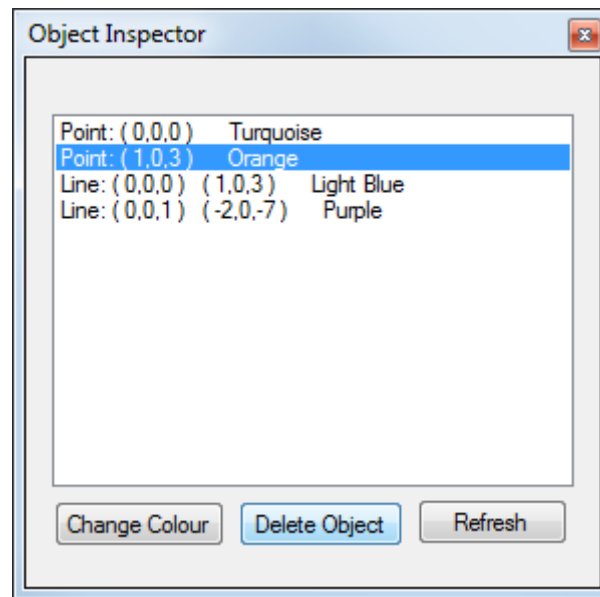 Object Inspector
Point: ( 0,0,0 ) Turquoise
Point: ( 1,0,3 ) Orange
Line: ( 0,0,0 ) ( 1,0,3 ) Light Blue
Line: ( 0,0,1 ) ( -2,0,-7 ) Purple
Change Colour Delete Object Refresh